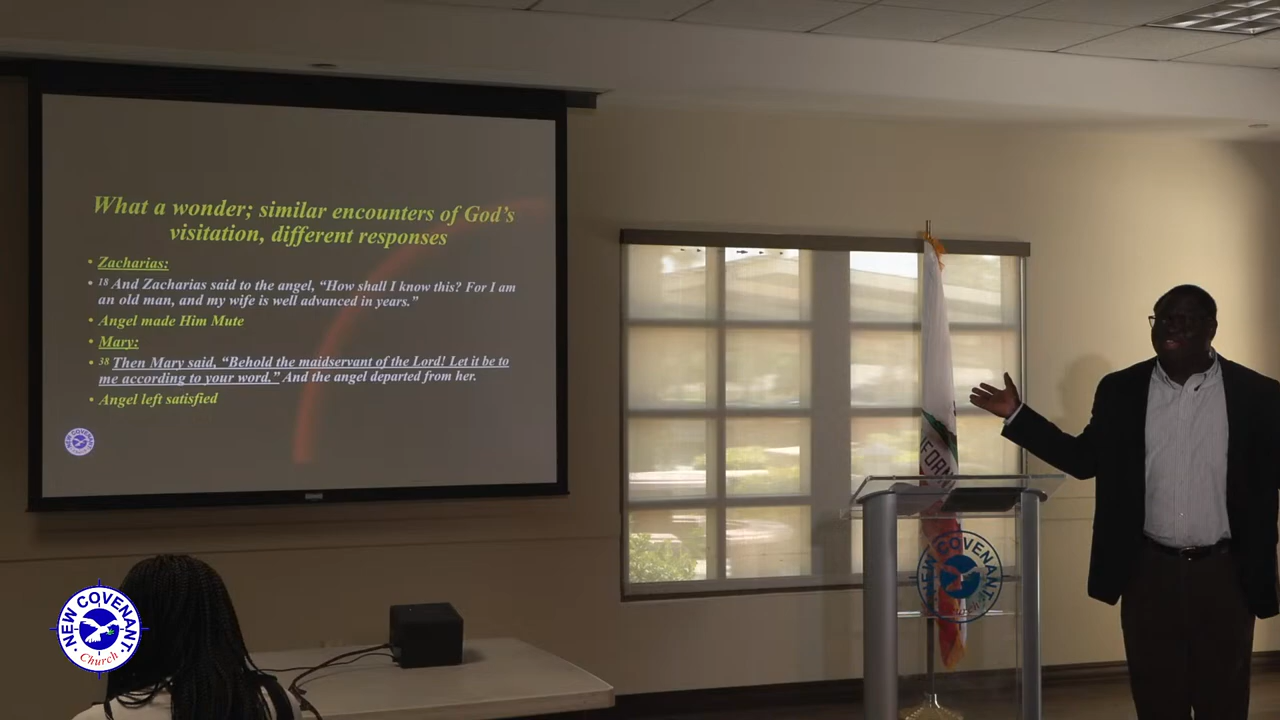 What a wonder; similar encounters of God's
visitation, different responses
• Zacharias:
• 18 And Zacharias said to the angel, “How shall I know this? For I am
an old man, and my wife is well advanced in years.”
• Angel made Him Mute
• Mary:
• 38 Then Mary said, “Behold the maidservant of the Lord! Let it be to
me according to your word.” And the angel departed from her.
• Angel left satisfied
NEW COVENANT
Church
NEW COVENANT
Church